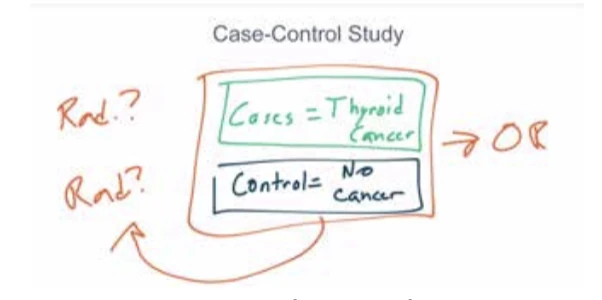 Case-Control Study
Rad.?
Cases = Thyroid
Cancer
→ OR
Rad?
Control = No
Cancer